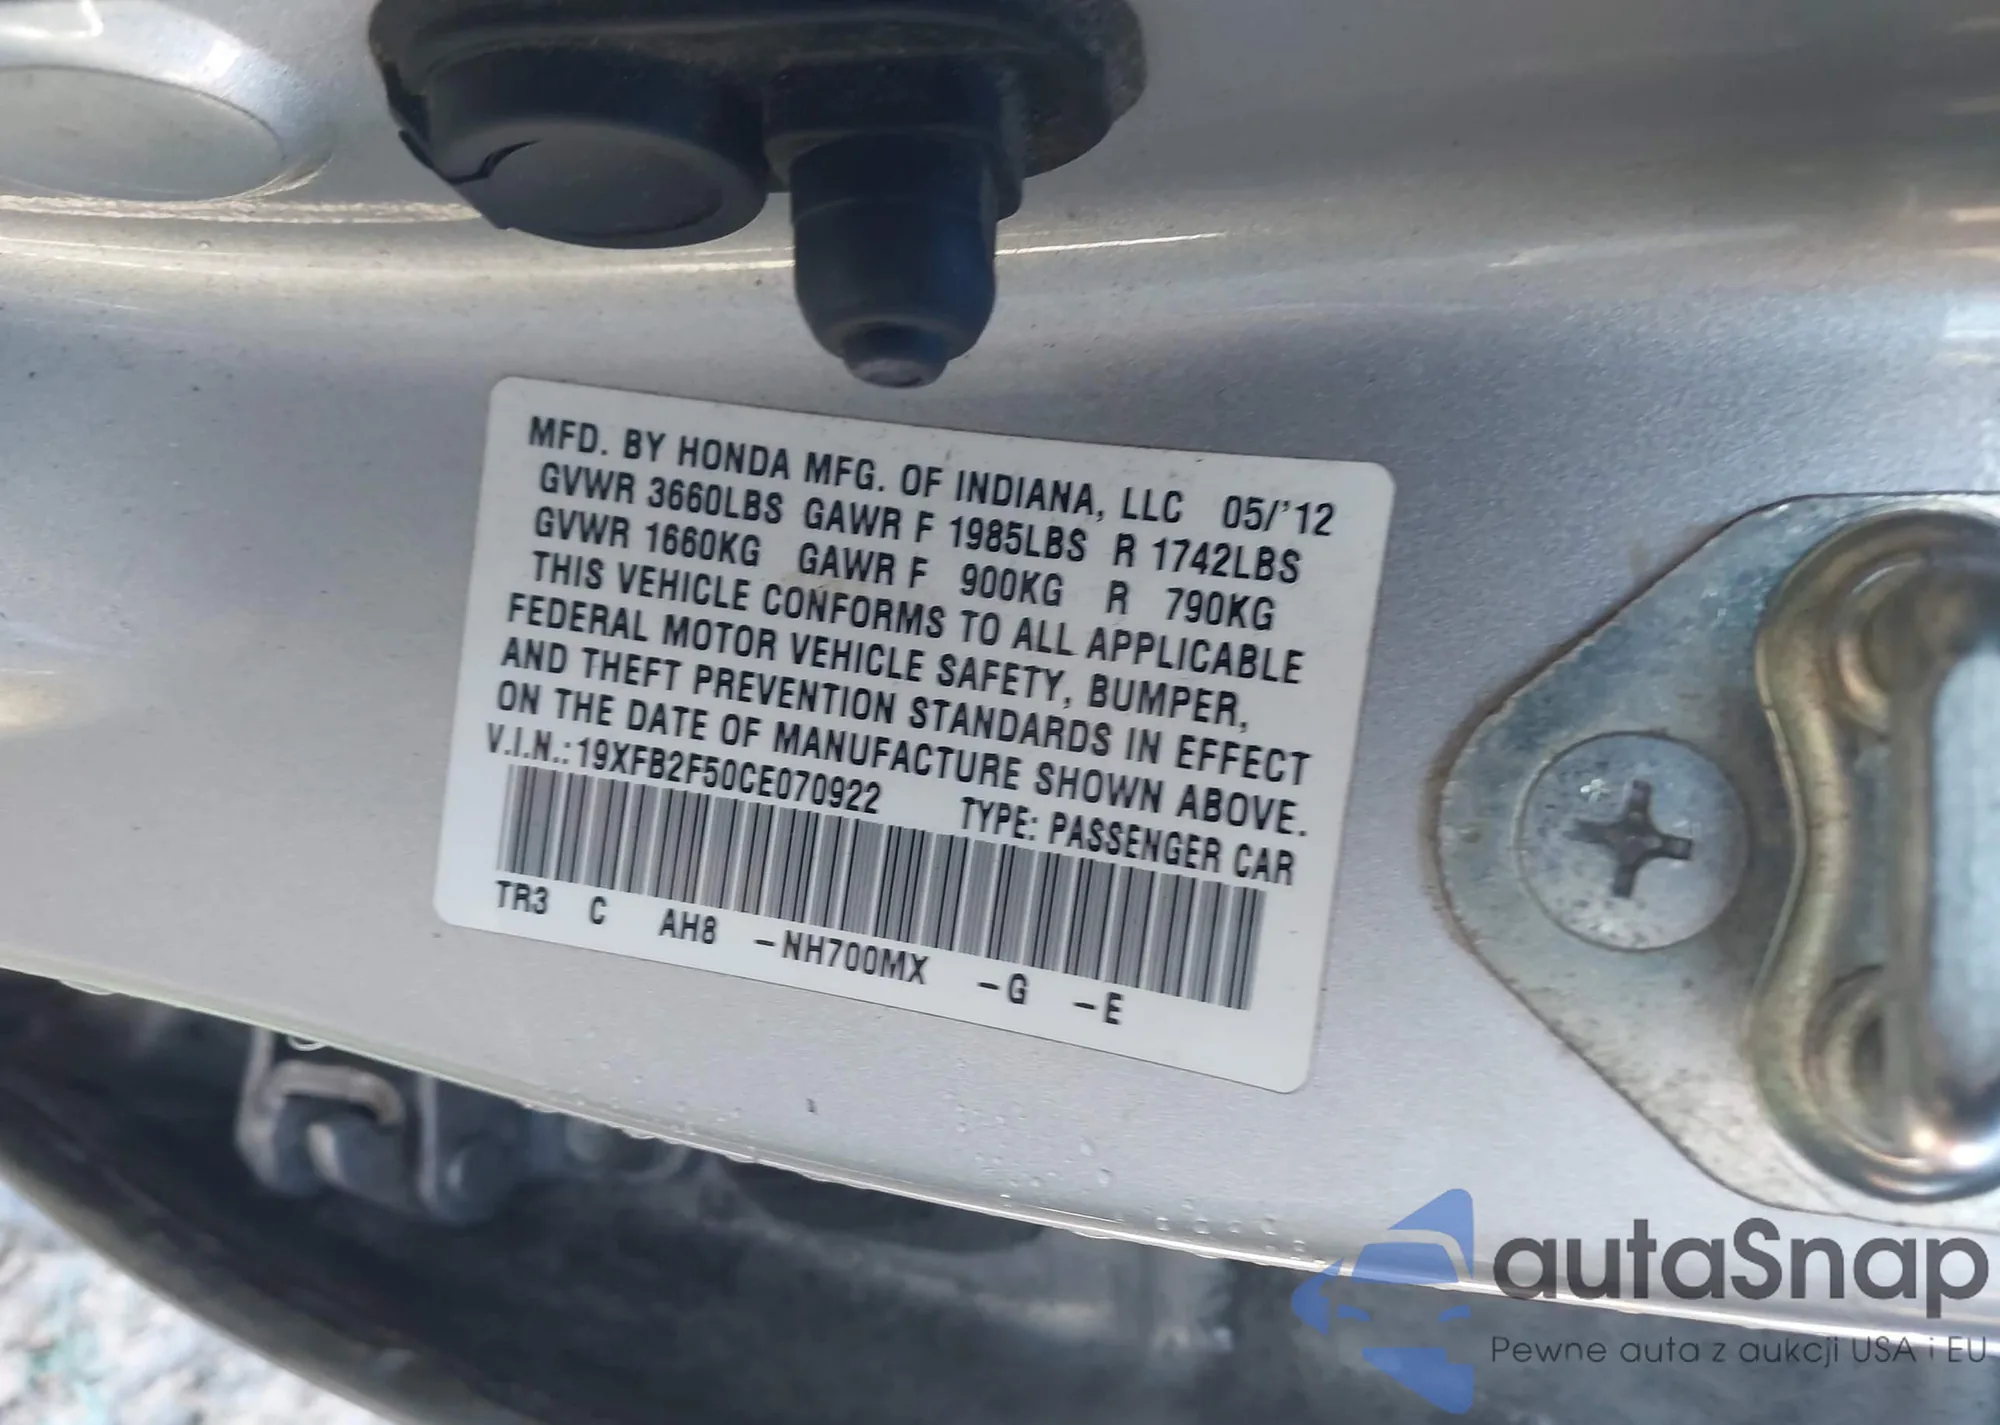 MFD. BY HONDA MFG. OF INDIANA, LLC 05/'12
GVWR 3660LBS GAWR F 1985LBS R 1742LBS
GVWR 1660KG GAWR F 900KG R 790KG
THIS VEHICLE CONFORMS TO ALL APPLICABLE
FEDERAL MOTOR VEHICLE SAFETY, BUMPER,
AND THEFT PREVENTION STANDARDS IN EFFECT
ON THE DATE OF MANUFACTURE SHOWN ABOVE.
V.I.N.: 19XFB2F50CE070922 TYPE: PASSENGER CAR
TR3 C AH8 -NH700MX -G -E
autaSnap
Pewne auta z aukcji USA i EU